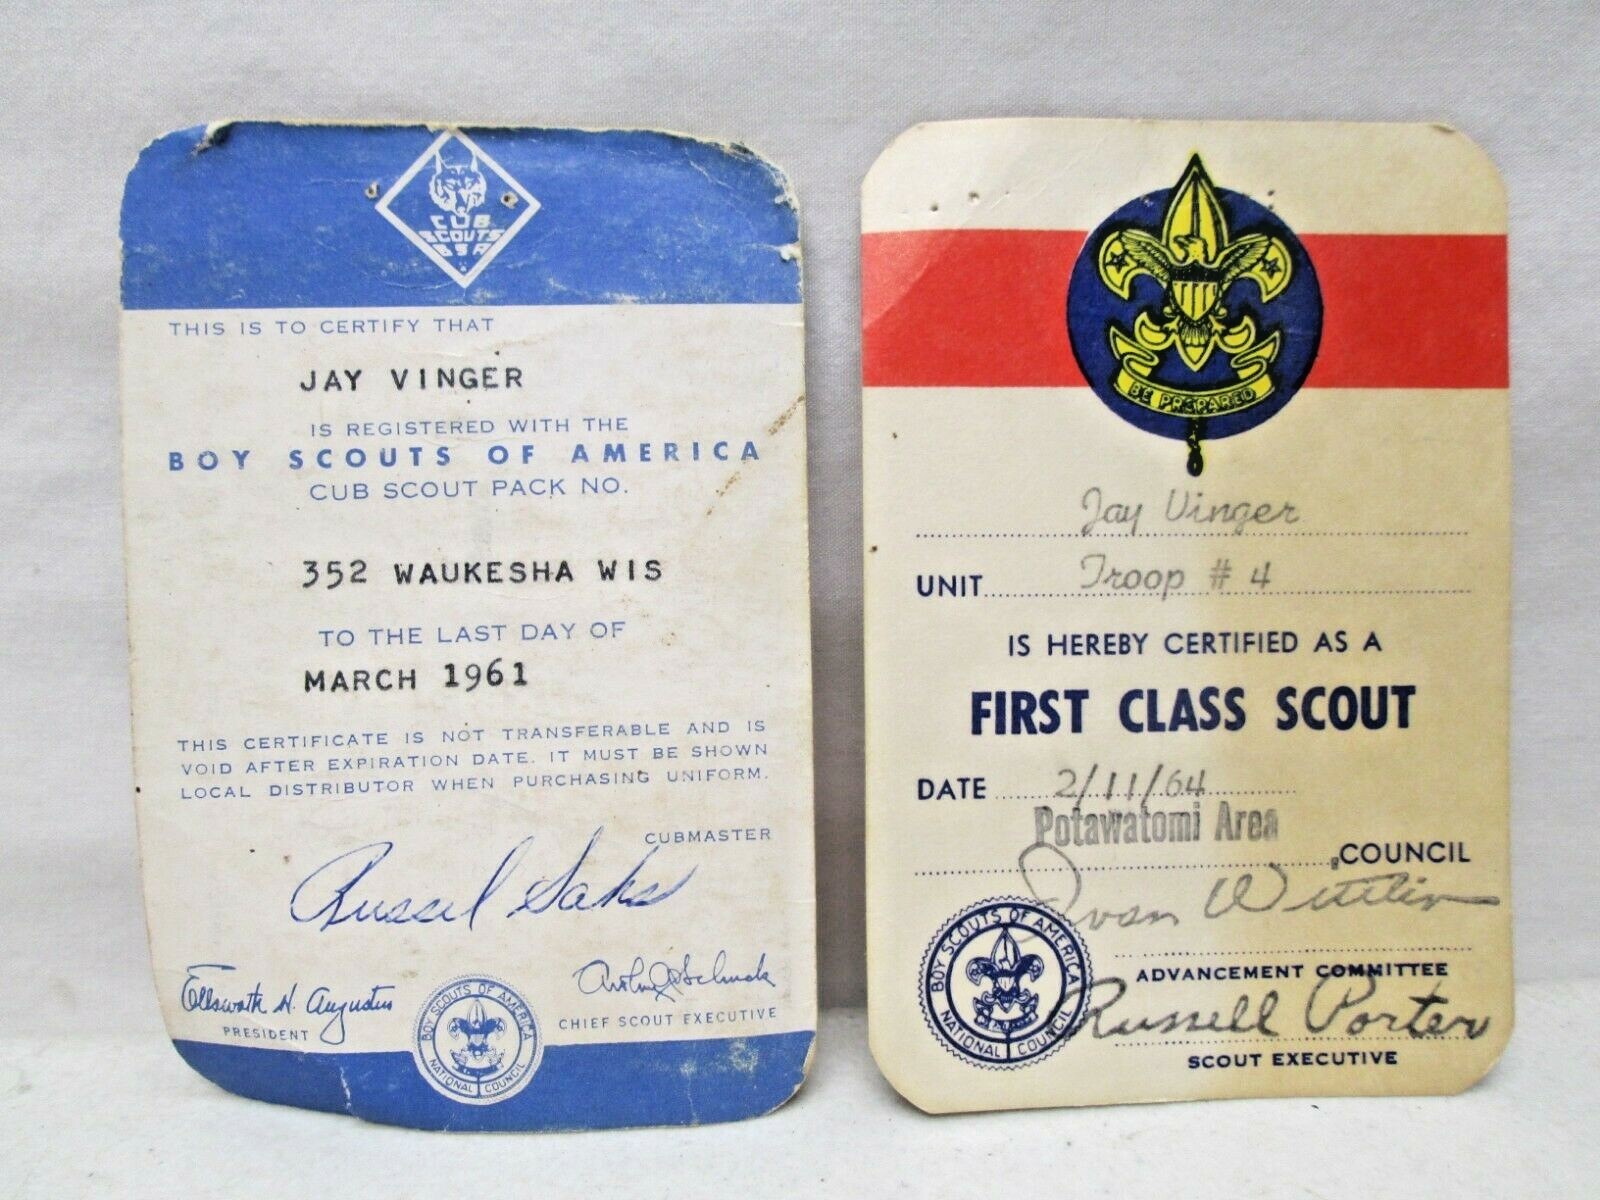 CUB
SCOUTS
BSA
THIS IS TO CERTIFY THAT
JAY VINGER
IS REGISTERED WITH THE
BOY SCOUTS OF AMERICA
CUB SCOUT PACK NO.
352 WAUKESHA WIS
TO THE LAST DAY OF
MARCH 1961
THIS CERTIFICATE IS NOT TRANSFERABLE AND IS
VOID AFTER EXPIRATION DATE. IT MUST BE SHOWN
LOCAL DISTRIBUTOR WHEN PURCHASING UNIFORM.
CUBMASTER
Russel Saks
Ellsworth H. Augustus
PRESIDENT
CHIEF SCOUT EXECUTIVE
BOY SCOUTS OF AMERICA
NATIONAL COUNCIL
BE PREPARED
Jay Vinger
UNIT Troop # 4
IS HEREBY CERTIFIED AS A
FIRST CLASS SCOUT
DATE 2/11/64
Potawatomi Area
, COUNCIL
Ivan
ADVANCEMENT COMMITTEE
Russell Porter
SCOUT EXECUTIVE
BOY SCOUTS OF AMERICA
NATIONAL COUNCIL